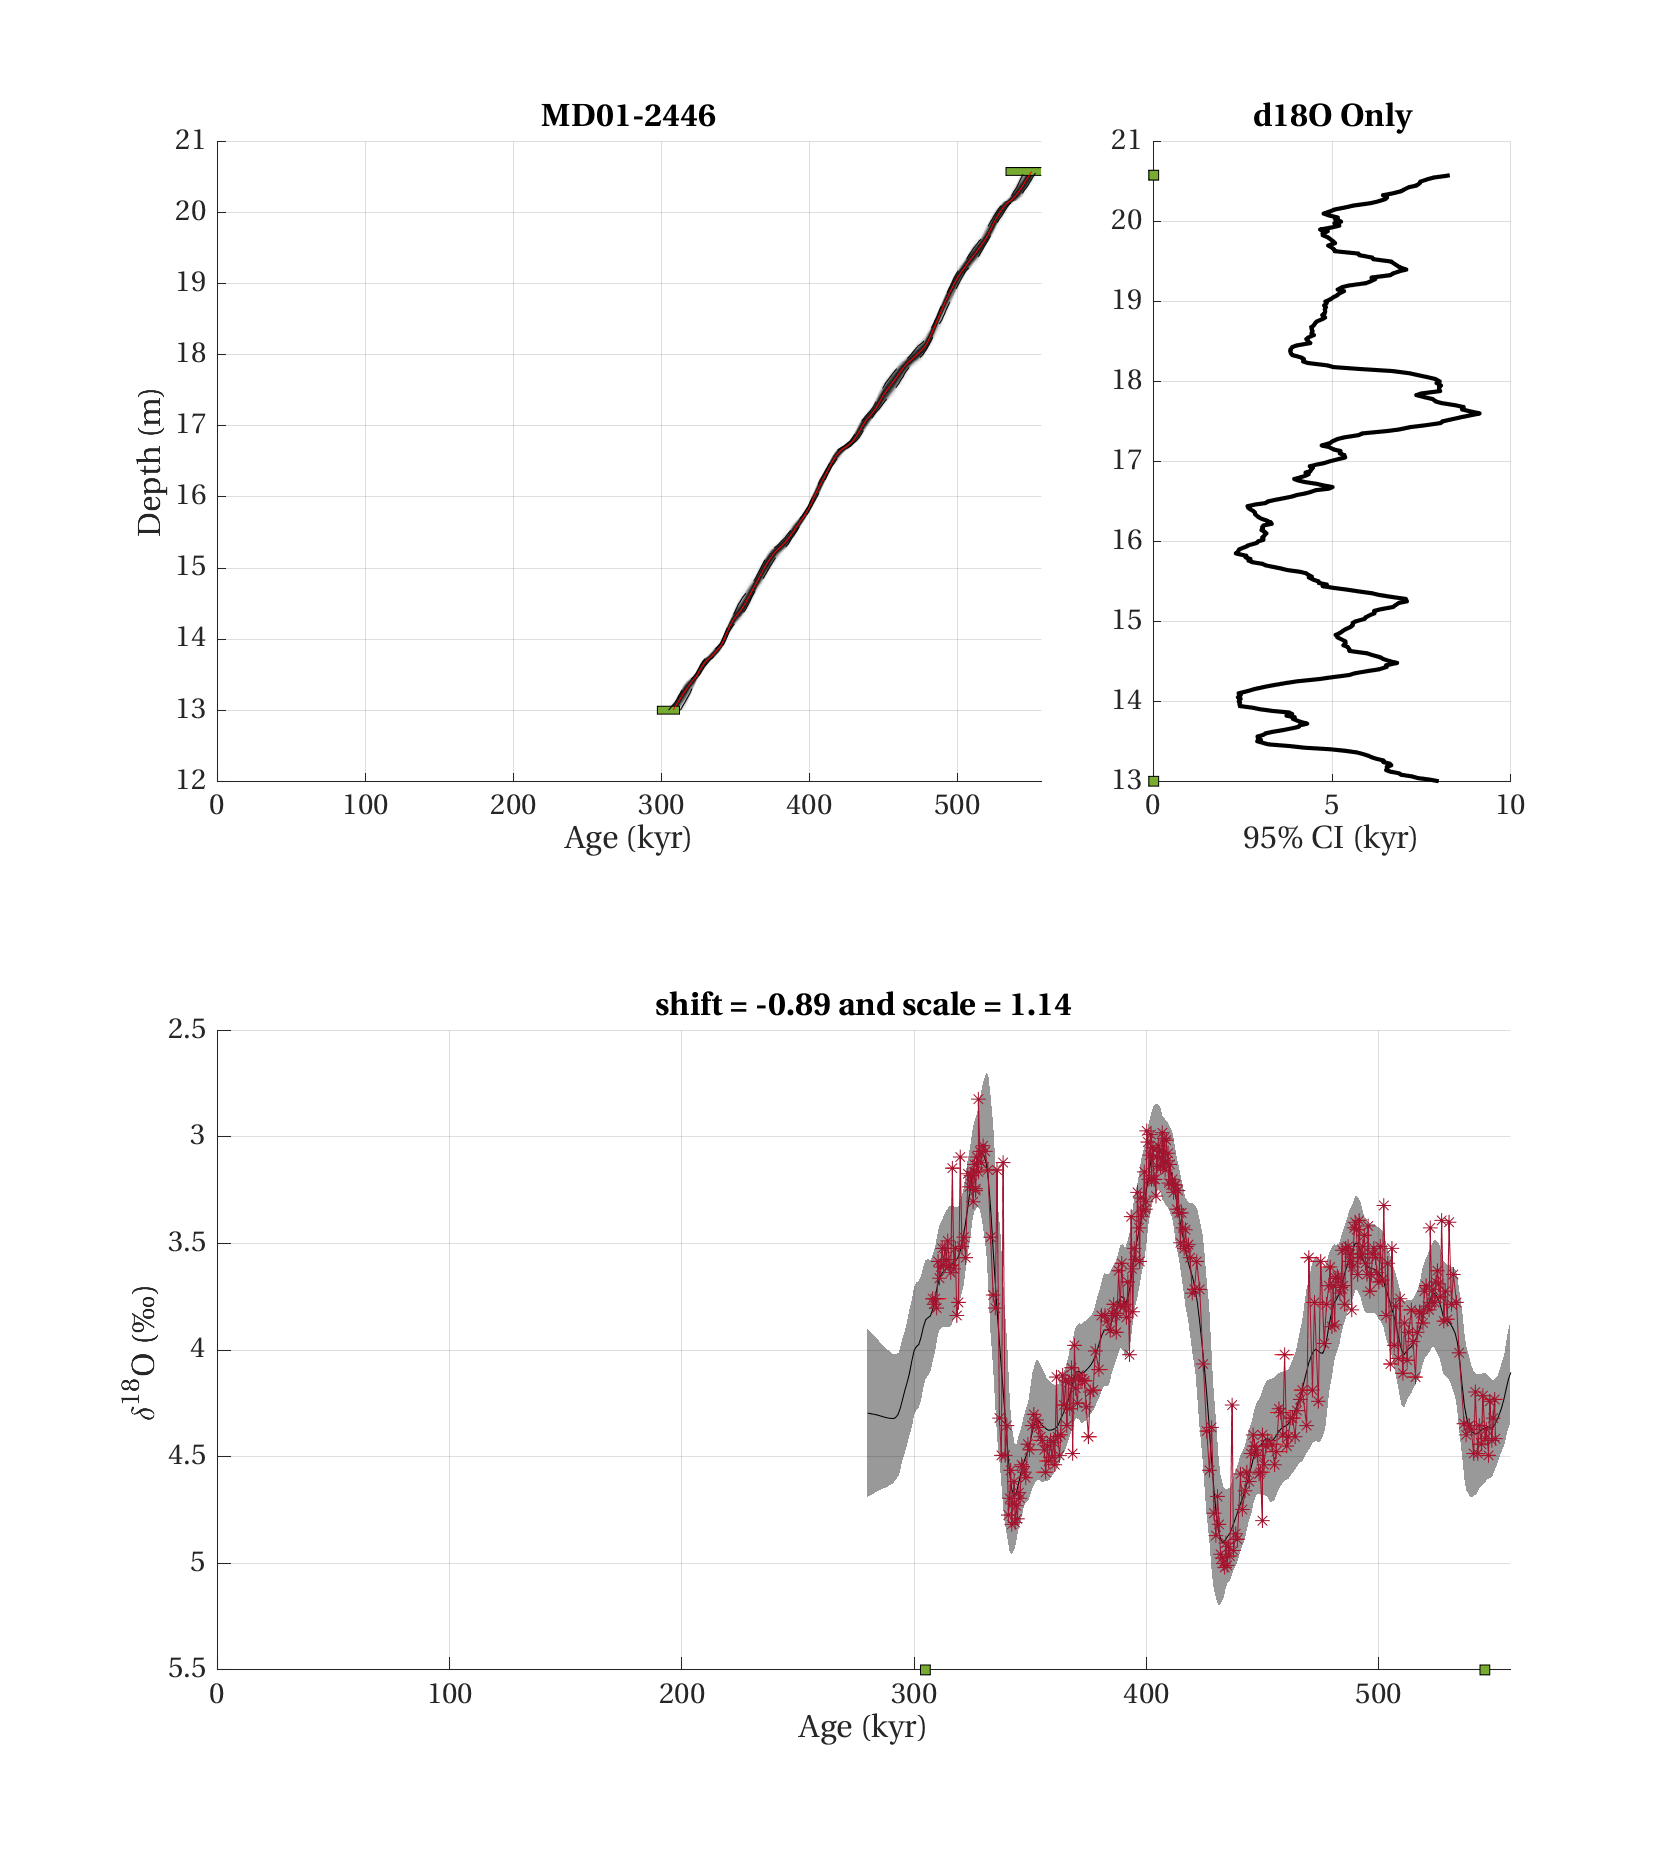 MD01-2446
21
20
19
18
17
16
15
14
13
12
Depth (m)
0 100 200 300 400 500
Age (kyr)
d18O Only
21
20
19
18
17
16
15
14
13
0 5 10
95% CI (kyr)
shift = -0.89 and scale = 1.14
2.5
3
3.5
4
4.5
5
5.5
δ18O (‰)
0 100 200 300 400 500
Age (kyr)